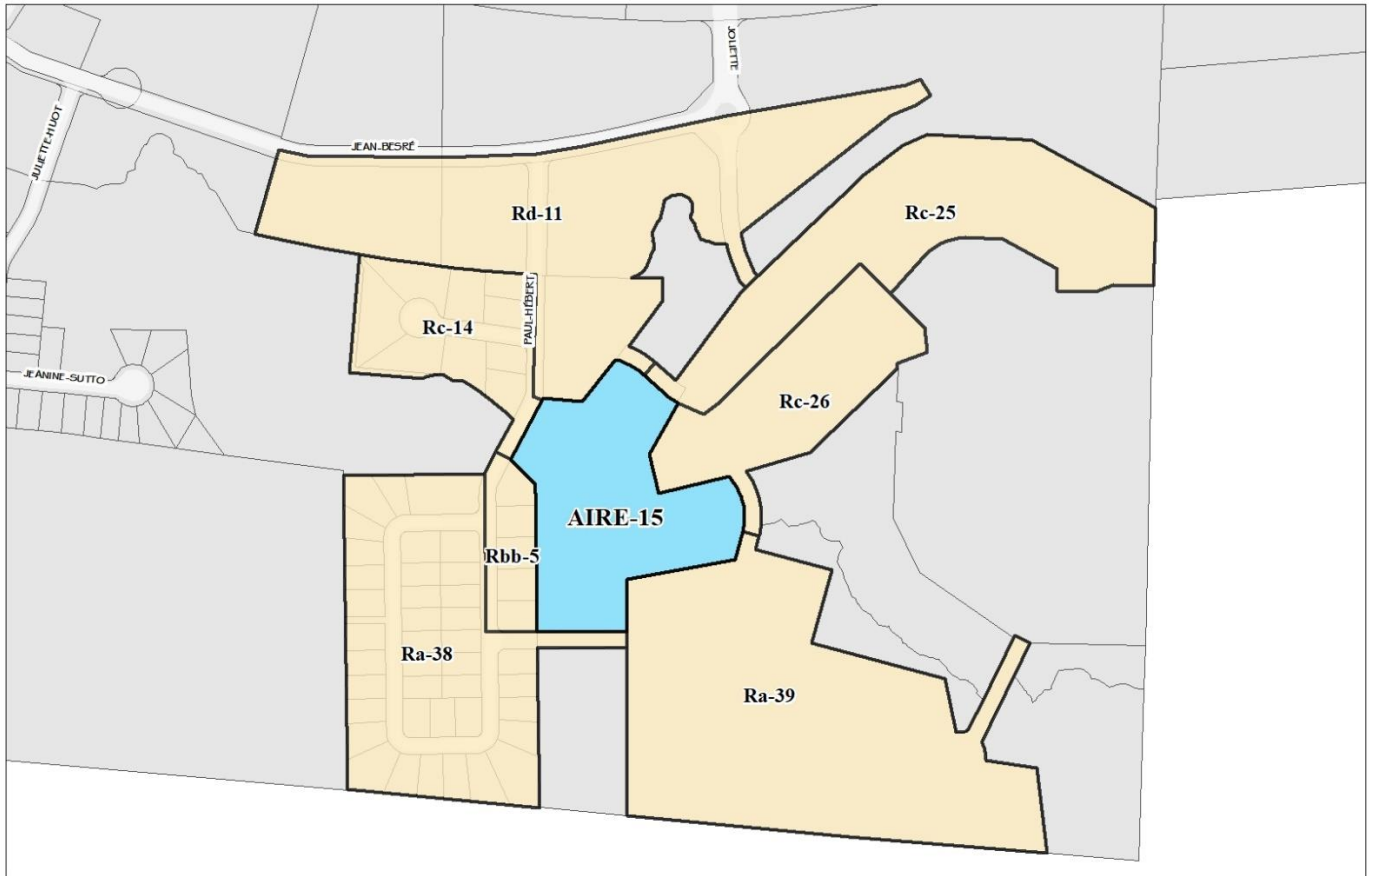 JOLIETTE
JULIETTE-HUOT
JEAN-BESRÉ
Rd-11
Rc-25
PAUL-HÉBERT
Rc-14
JEANINE-SUTTO
Rc-26
AIRE-15
Rbb-5
Ra-38
Ra-39